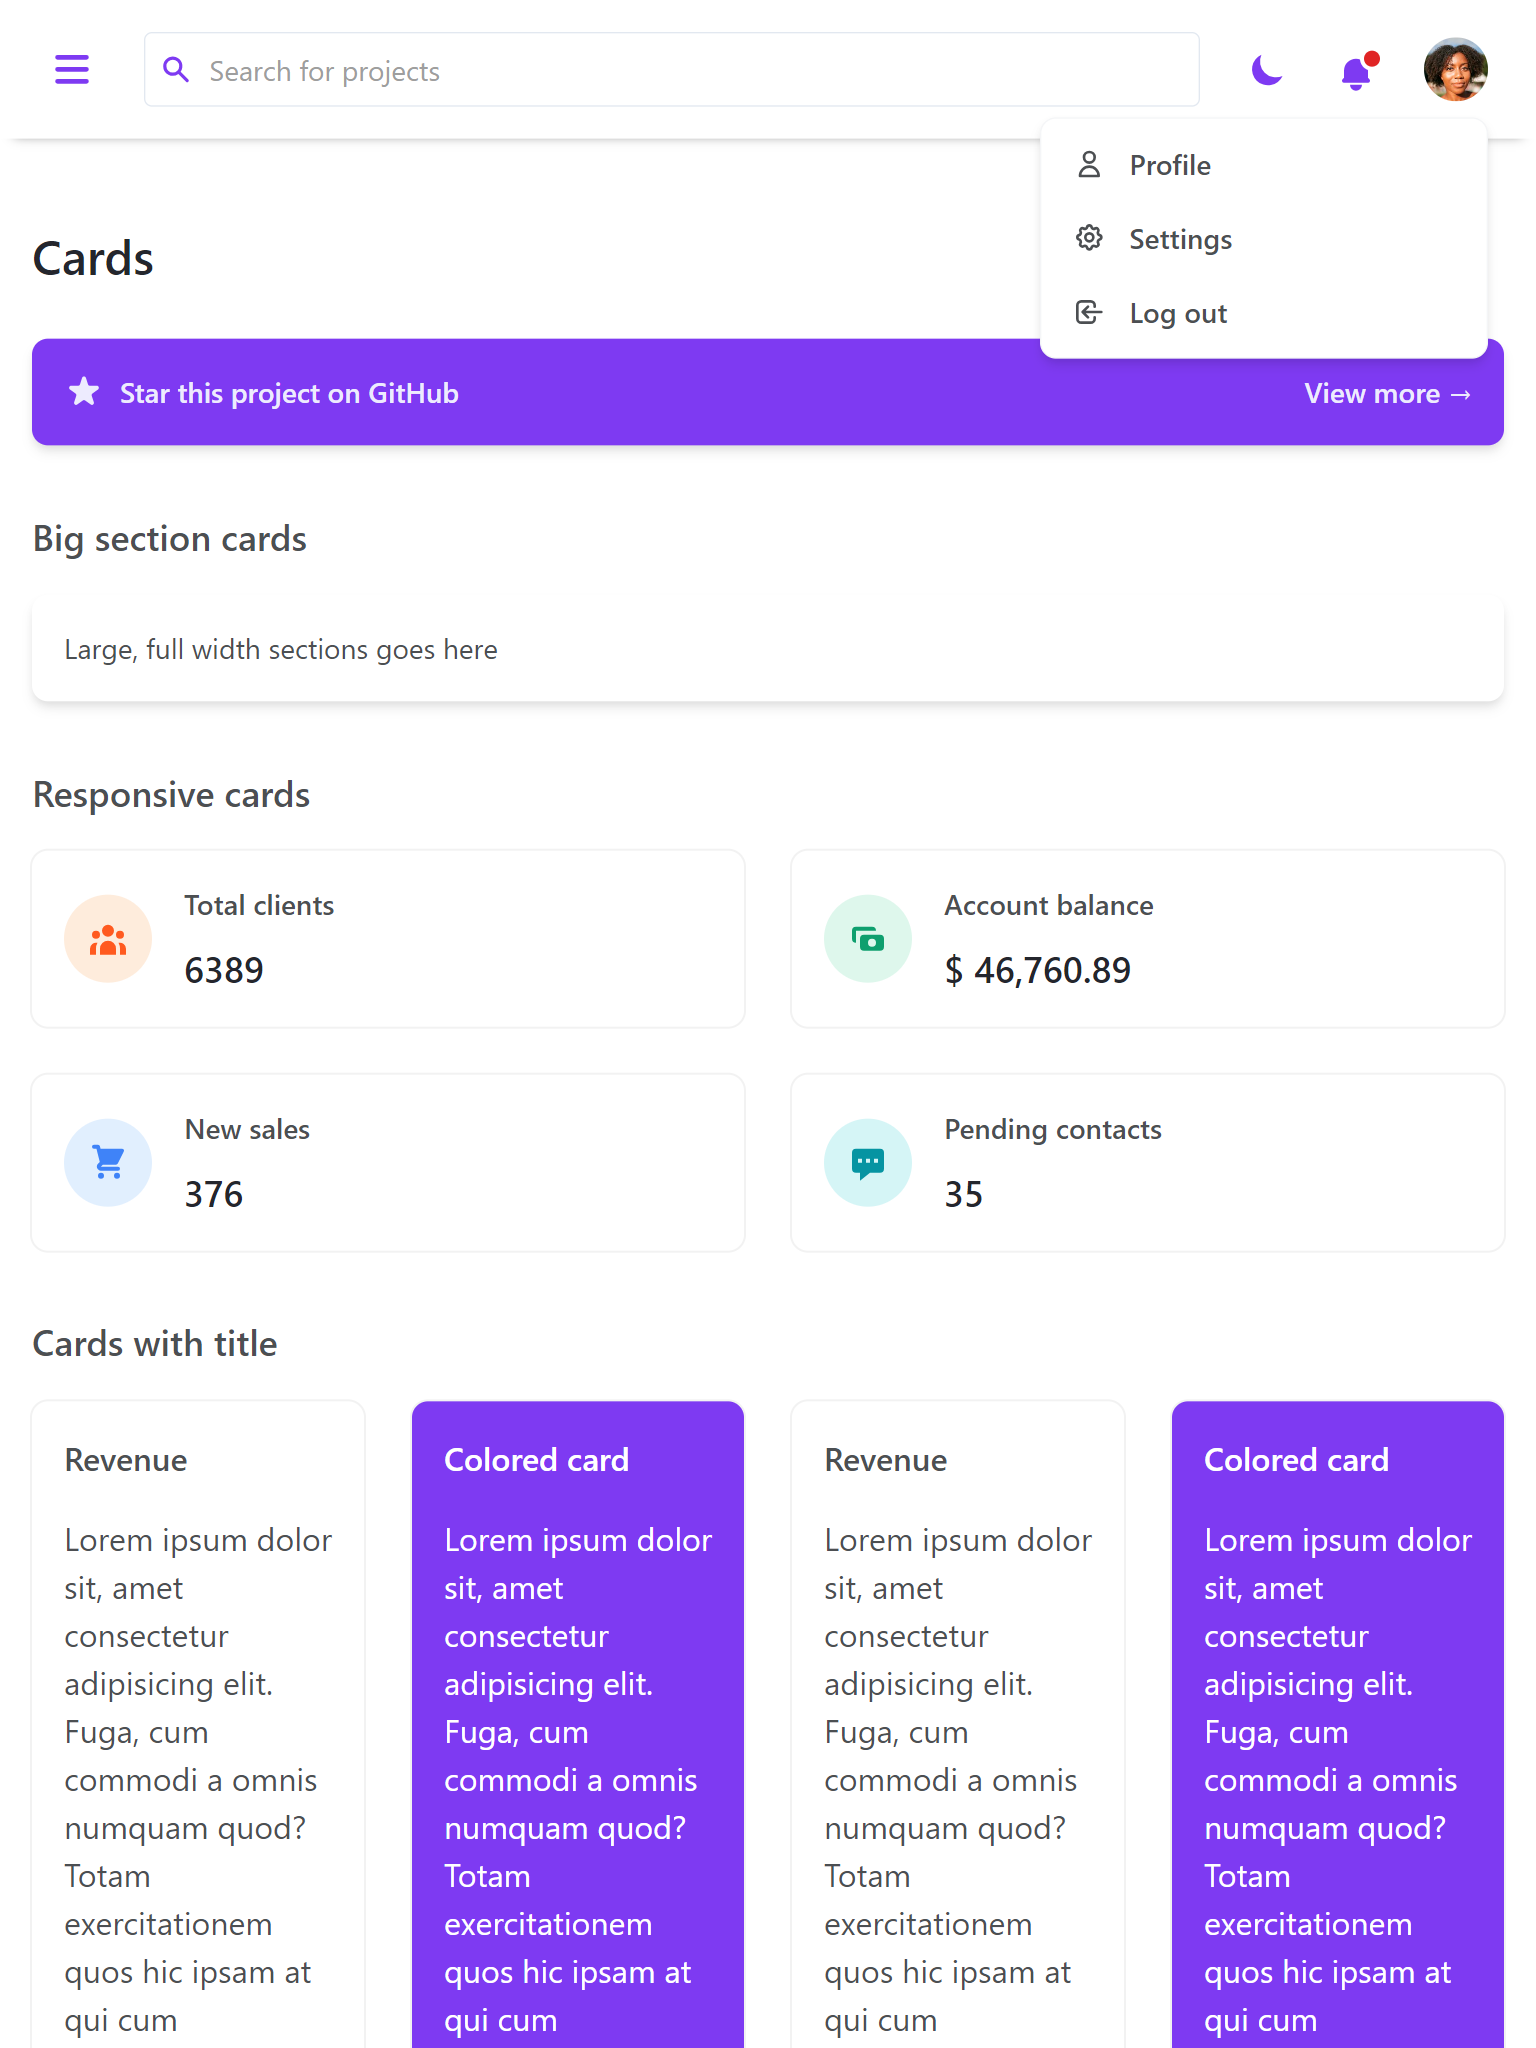 Search for projects
Profile
Settings
Log out
Cards
Star this project on GitHub
View more →
Big section cards
Large, full width sections goes here
Responsive cards
Total clients
6389
Account balance
$ 46,760.89
New sales
376
Pending contacts
35
Cards with title
Revenue
Lorem ipsum dolor
sit, amet
consectetur
adipisicing elit.
Fuga, cum
commodi a omnis
numquam quod?
Totam
exercitationem
quos hic ipsam at
qui cum
Colored card
Lorem ipsum dolor
sit, amet
consectetur
adipisicing elit.
Fuga, cum
commodi a omnis
numquam quod?
Totam
exercitationem
quos hic ipsam at
qui cum
Revenue
Lorem ipsum dolor
sit, amet
consectetur
adipisicing elit.
Fuga, cum
commodi a omnis
numquam quod?
Totam
exercitationem
quos hic ipsam at
qui cum
Colored card
Lorem ipsum dolor
sit, amet
consectetur
adipisicing elit.
Fuga, cum
commodi a omnis
numquam quod?
Totam
exercitationem
quos hic ipsam at
qui cum